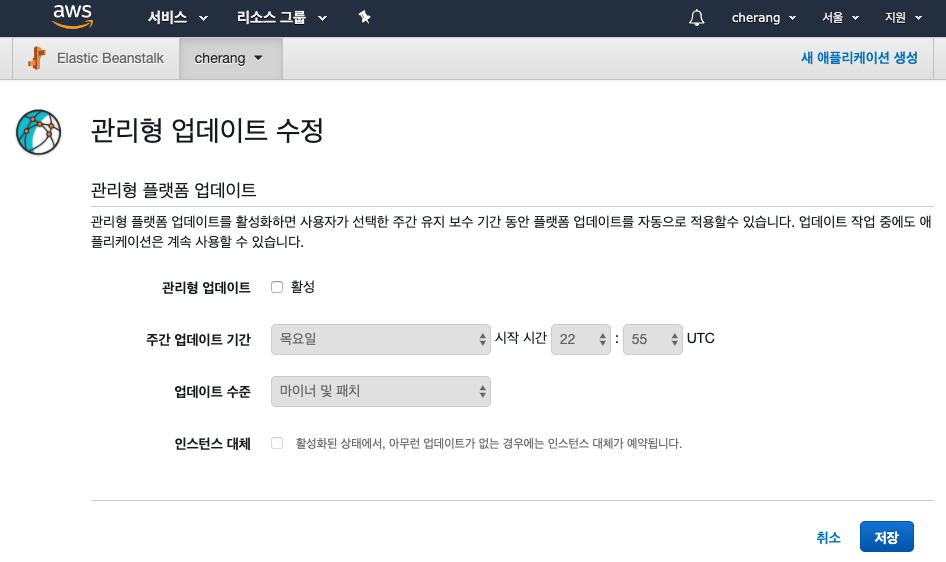 aws 서비스 리소스 그룹 cherang 서울 지원
Elastic Beanstalk cherang 새 애플리케이션 생성
관리형 업데이트 수정
관리형 플랫폼 업데이트
관리형 플랫폼 업데이트를 활성화하면 사용자가 선택한 주간 유지 보수 기간 동안 플랫폼 업데이트를 자동으로 적용할수 있습니다. 업데이트 작업 중에도 애
플리케이션은 계속 사용할 수 있습니다.
관리형 업데이트 활성
주간 업데이트 기간 목요일 시작 시간 22 : 55 UTC
업데이트 수준 마이너 및 패치
인스턴스 대체 활성화된 상태에서, 아무런 업데이트가 없는 경우에는 인스턴스 대체가 예약됩니다.
취소 저장